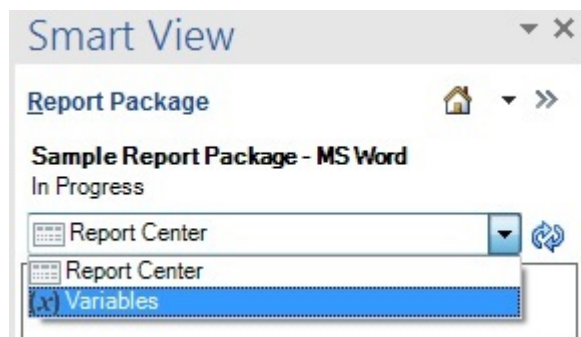 Smart View
Report Package
Sample Report Package - MS Word
In Progress
Report Center
Report Center
(x) Variables